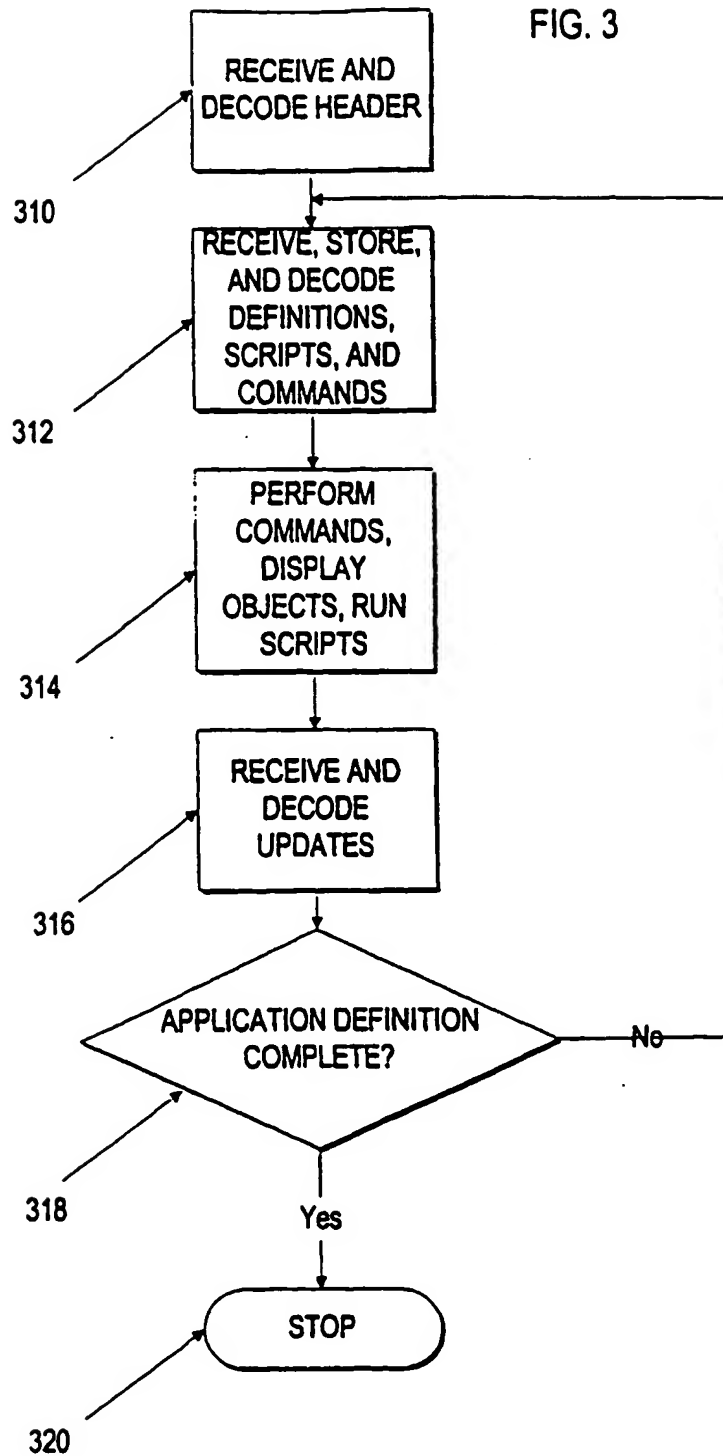 FIG. 3
RECEIVE AND
DECODE HEADER
310
RECEIVE, STORE,
AND DECODE
DEFINITIONS,
SCRIPTS, AND
COMMANDS
312
PERFORM
COMMANDS,
DISPLAY
OBJECTS, RUN
SCRIPTS
314
RECEIVE AND
DECODE
UPDATES
316
APPLICATION DEFINITION
COMPLETE?
No
318
Yes
STOP
320